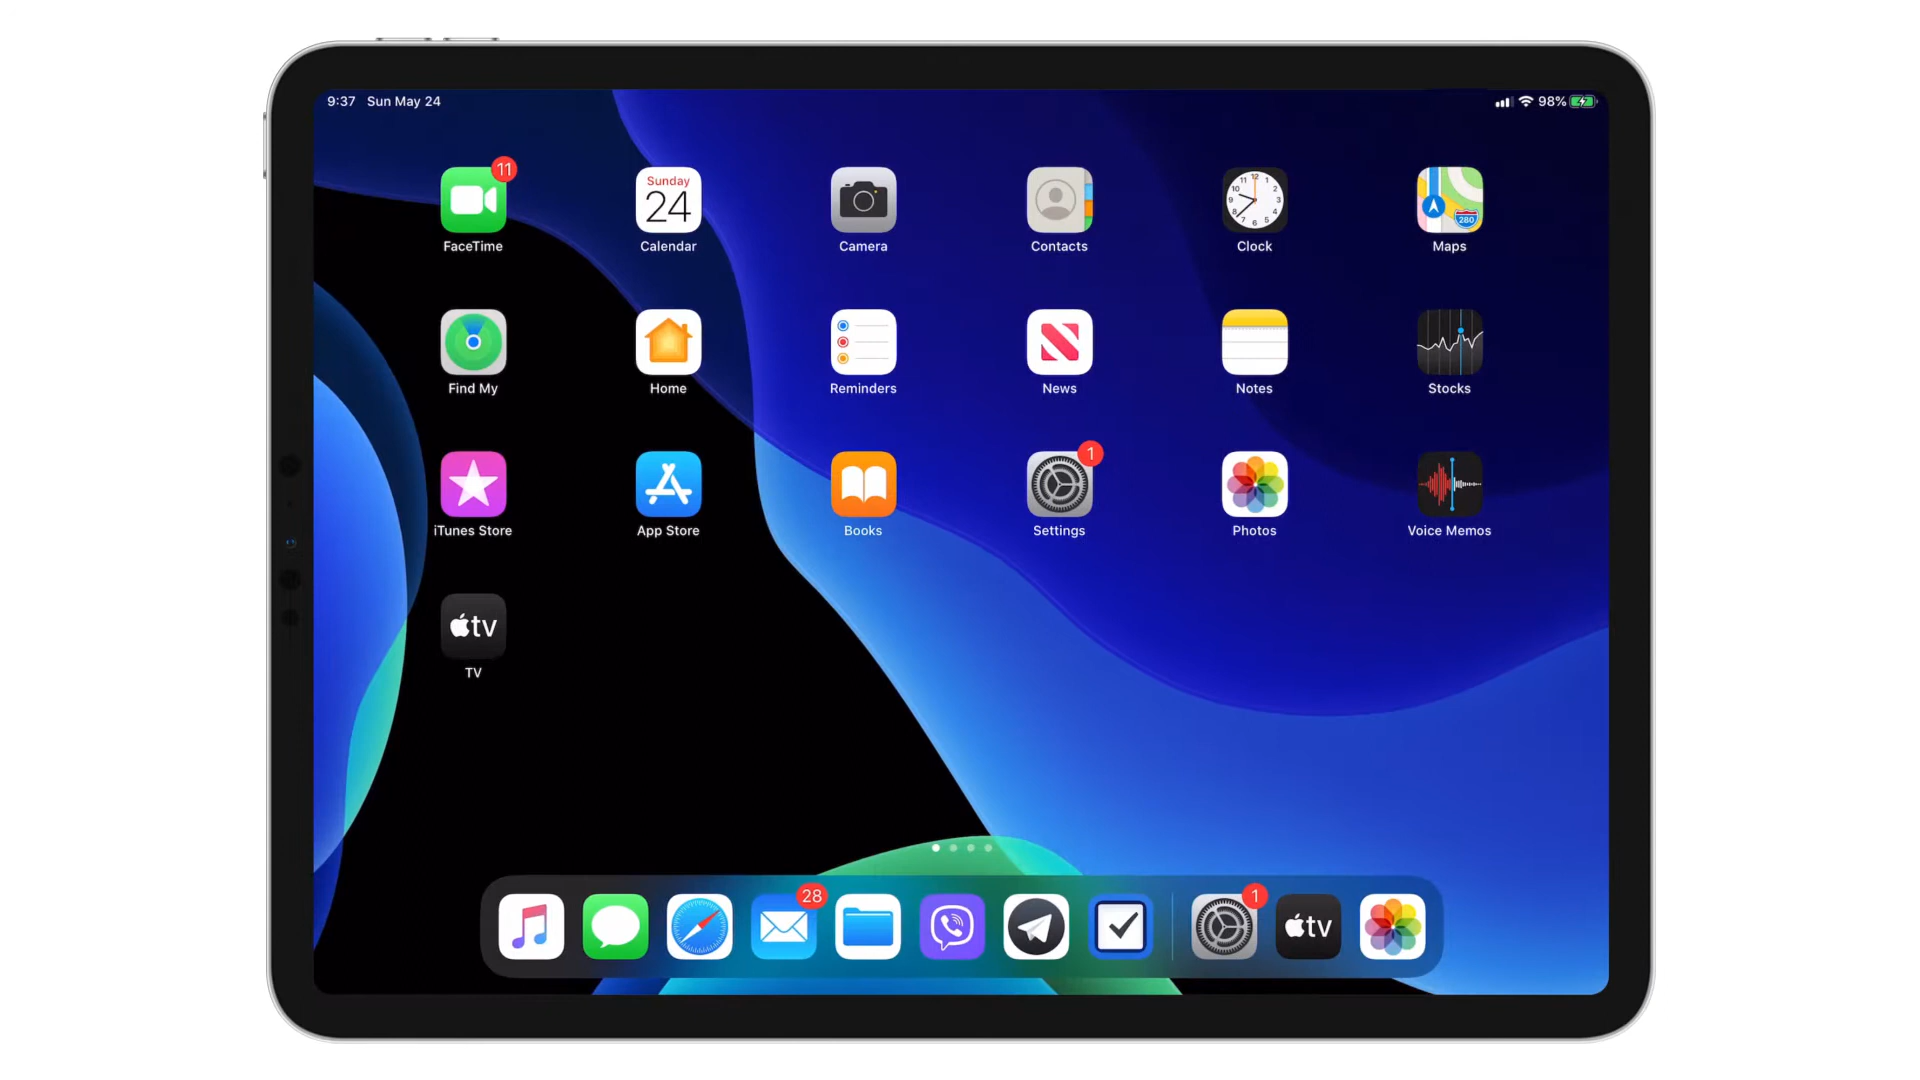 9:37 Sun May 24
98%
11
Sunday
24
FaceTime Calendar Camera Contacts Clock Maps
280
Find My Home Reminders News Notes Stocks
1
iTunes Store App Store Books Settings Photos Voice Memos
tv
TV
28
1
tv